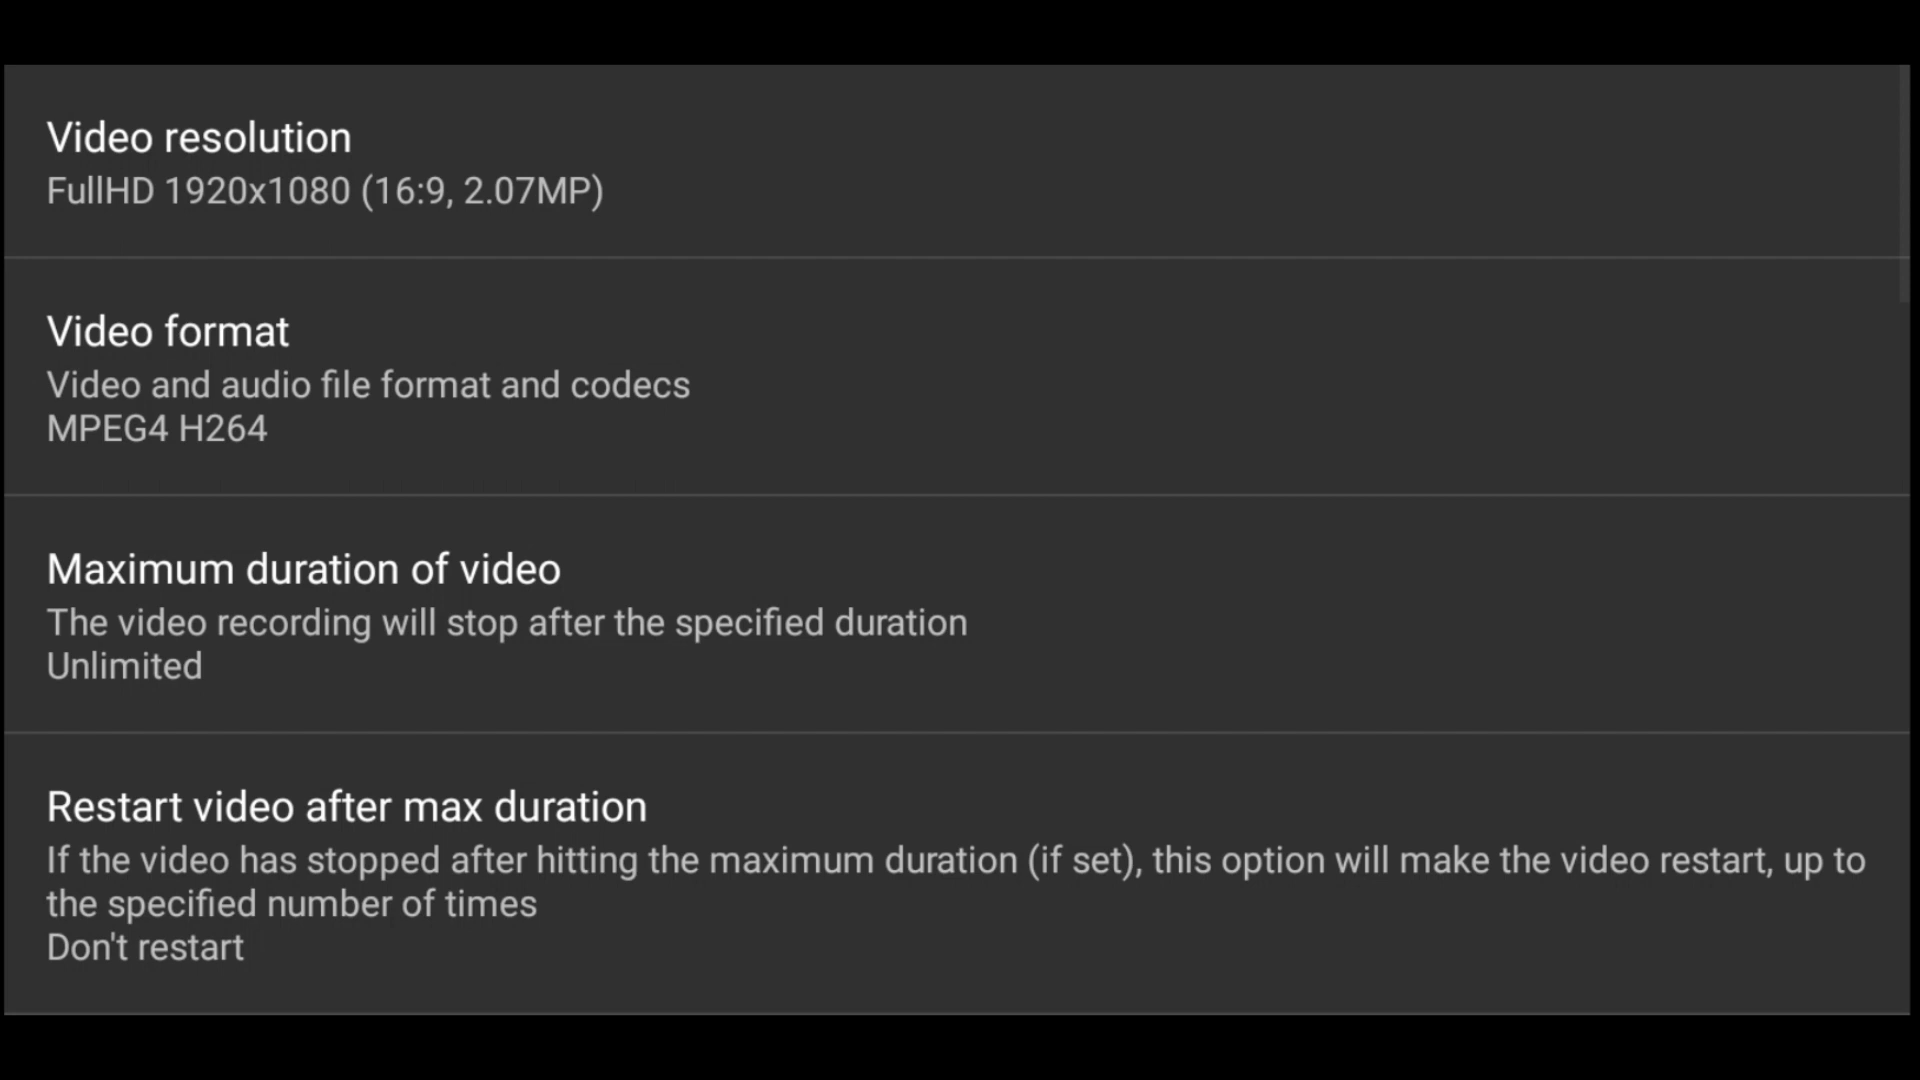 Video resolution
FullHD 1920x1080 (16:9, 2.07MP)
Video format
Video and audio file format and codecs
MPEG4 H264
Maximum duration of video
The video recording will stop after the specified duration
Unlimited
Restart video after max duration
If the video has stopped after hitting the maximum duration (if set), this option will make the video restart, up to
the specified number of times
Don't restart